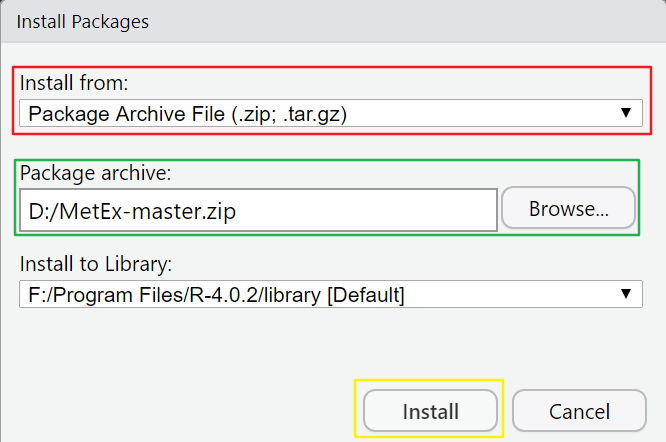 Install Packages
Install from:
Package Archive File (.zip; .tar.gz)
Package archive:
D:/MetEx-master.zip
Browse...
Install to Library:
F:/Program Files/R-4.0.2/library [Default]
Install
Cancel